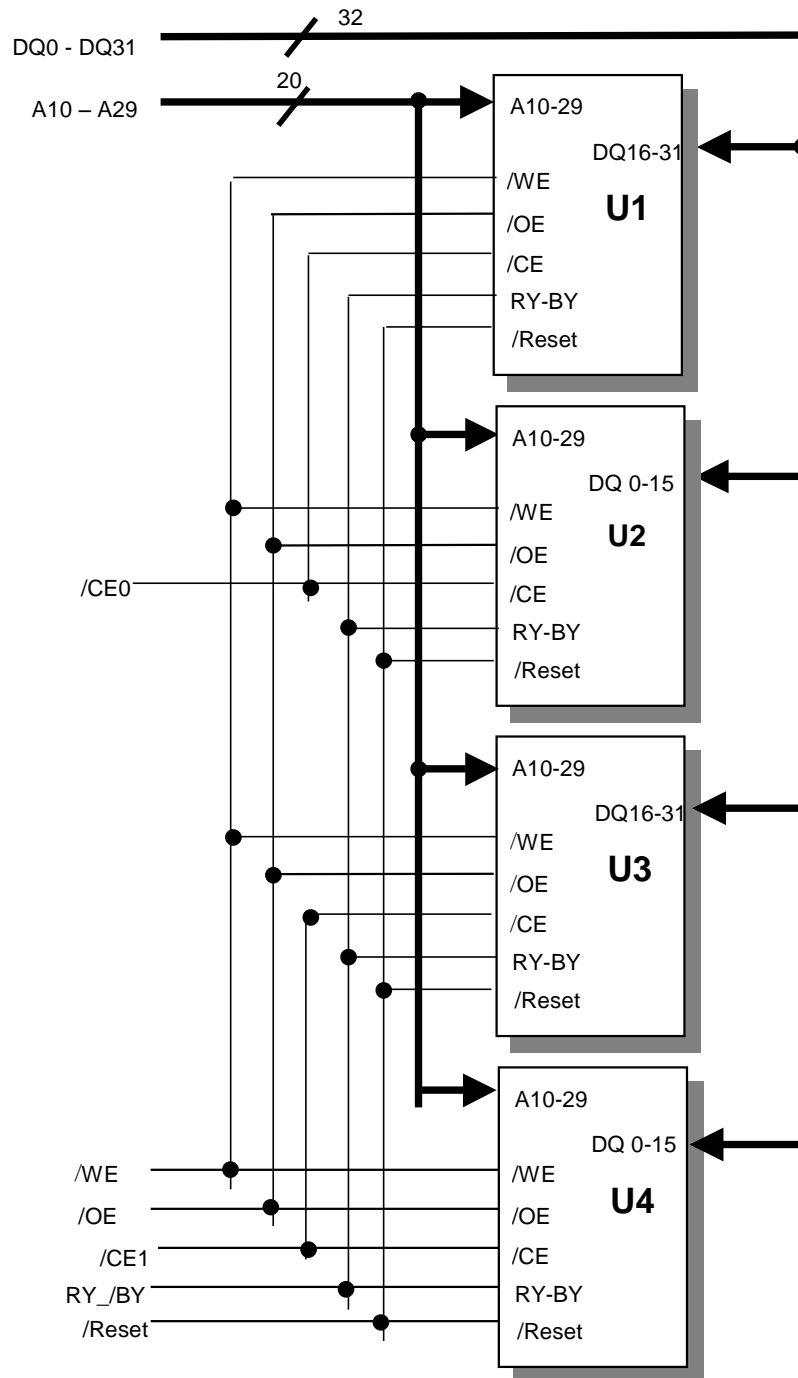 32
DQ0 - DQ31
20
A10 – A29
A10-29
DQ16-31
/WE
U1
/OE
/CE
RY-BY
/Reset
A10-29
DQ 0-15
/WE
U2
/OE
/CE0
/CE
RY-BY
/Reset
A10-29
DQ16-31
/WE
U3
/OE
/CE
RY-BY
/Reset
A10-29
DQ 0-15
/WE
/WE
U4
/OE
/OE
/CE1
/CE
RY_/BY
RY-BY
/Reset
/Reset